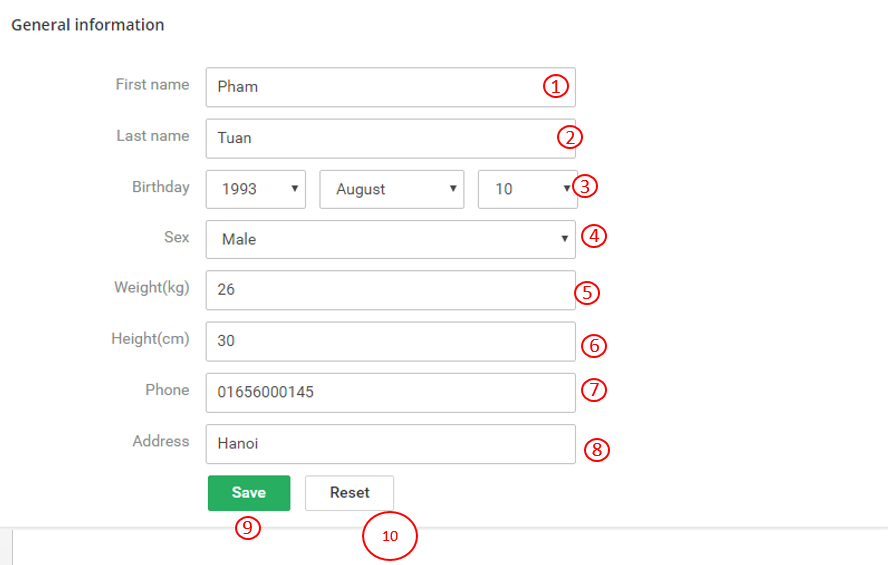 General information
First name Pham 1
Last name Tuan 2
Birthday 1993 August 10 3
Sex Male 4
Weight(kg) 26 5
Height(cm) 30 6
Phone 01656000145 7
Address Hanoi 8
Save Reset
9 10